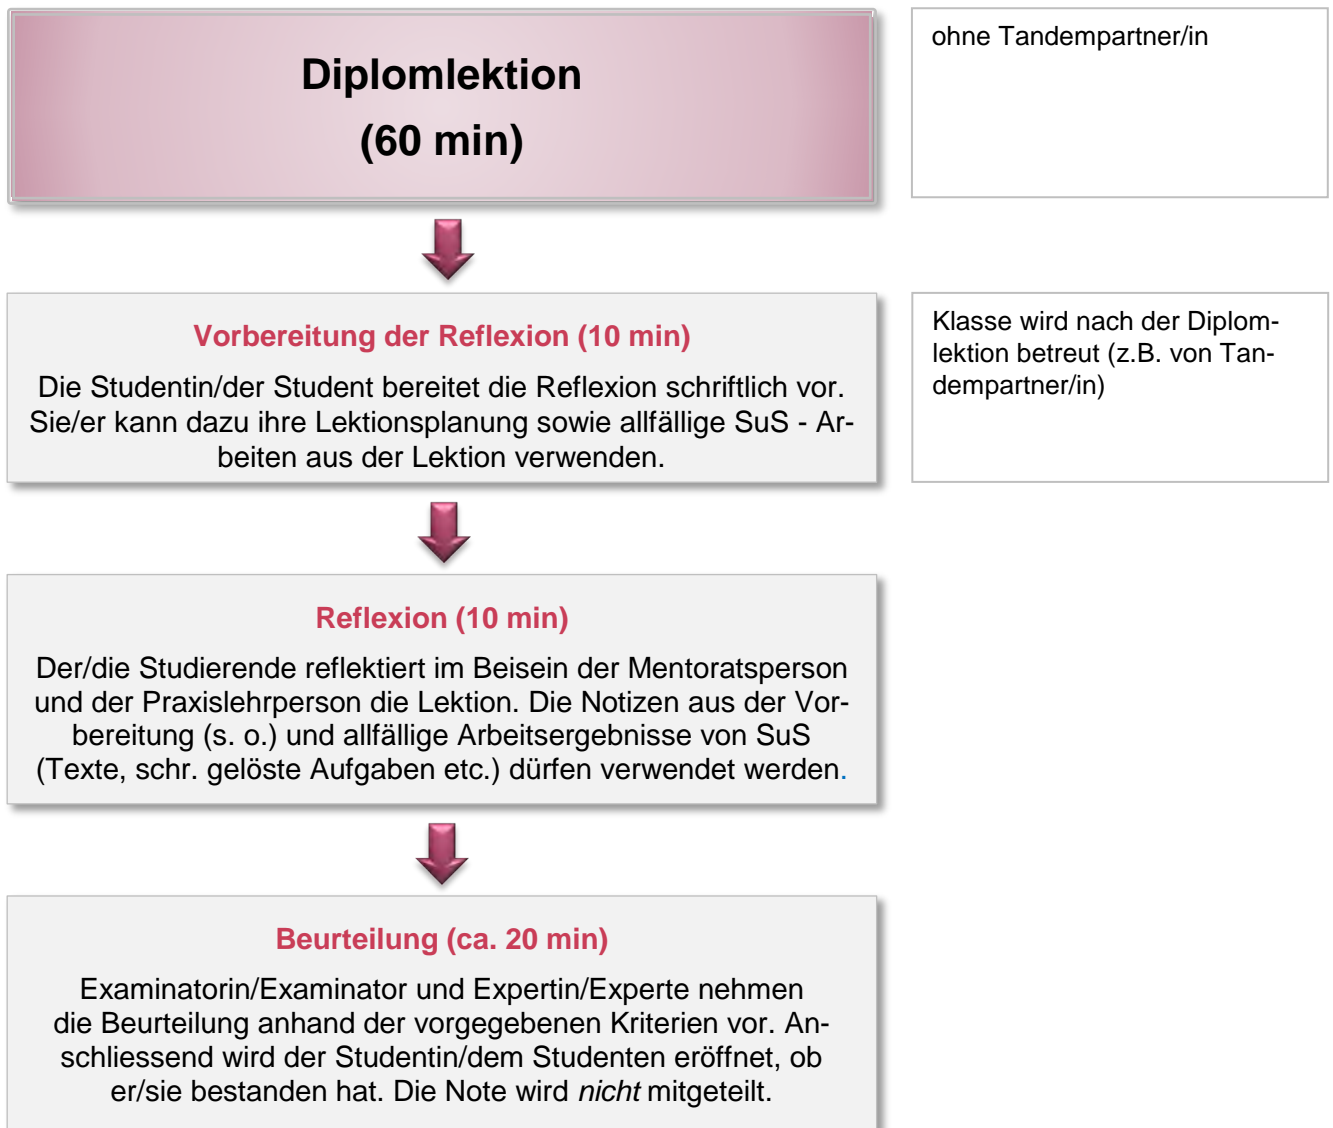 Diplomlektion
(60 min)
ohne Tandempartner/in
Vorbereitung der Reflexion (10 min)
Die Studentin/der Student bereitet die Reflexion schriftlich vor.
Sie/er kann dazu ihre Lektionsplanung sowie allfällige SuS - Ar-
beiten aus der Lektion verwenden.
Klasse wird nach der Diplom-
lektion betreut (z.B. von Tan-
dempartner/in)
Reflexion (10 min)
Der/die Studierende reflektiert im Beisein der Mentoratsperson
und der Praxislehrperson die Lektion. Die Notizen aus der Vor-
bereitung (s. o.) und allfällige Arbeitsergebnisse von SuS
(Texte, schr. gelöste Aufgaben etc.) dürfen verwendet werden.
Beurteilung (ca. 20 min)
Examinatorin/Examinator und Expertin/Experte nehmen
die Beurteilung anhand der vorgegebenen Kriterien vor. An-
schliessend wird der Studentin/dem Studenten eröffnet, ob
er/sie bestanden hat. Die Note wird nicht mitgeteilt.